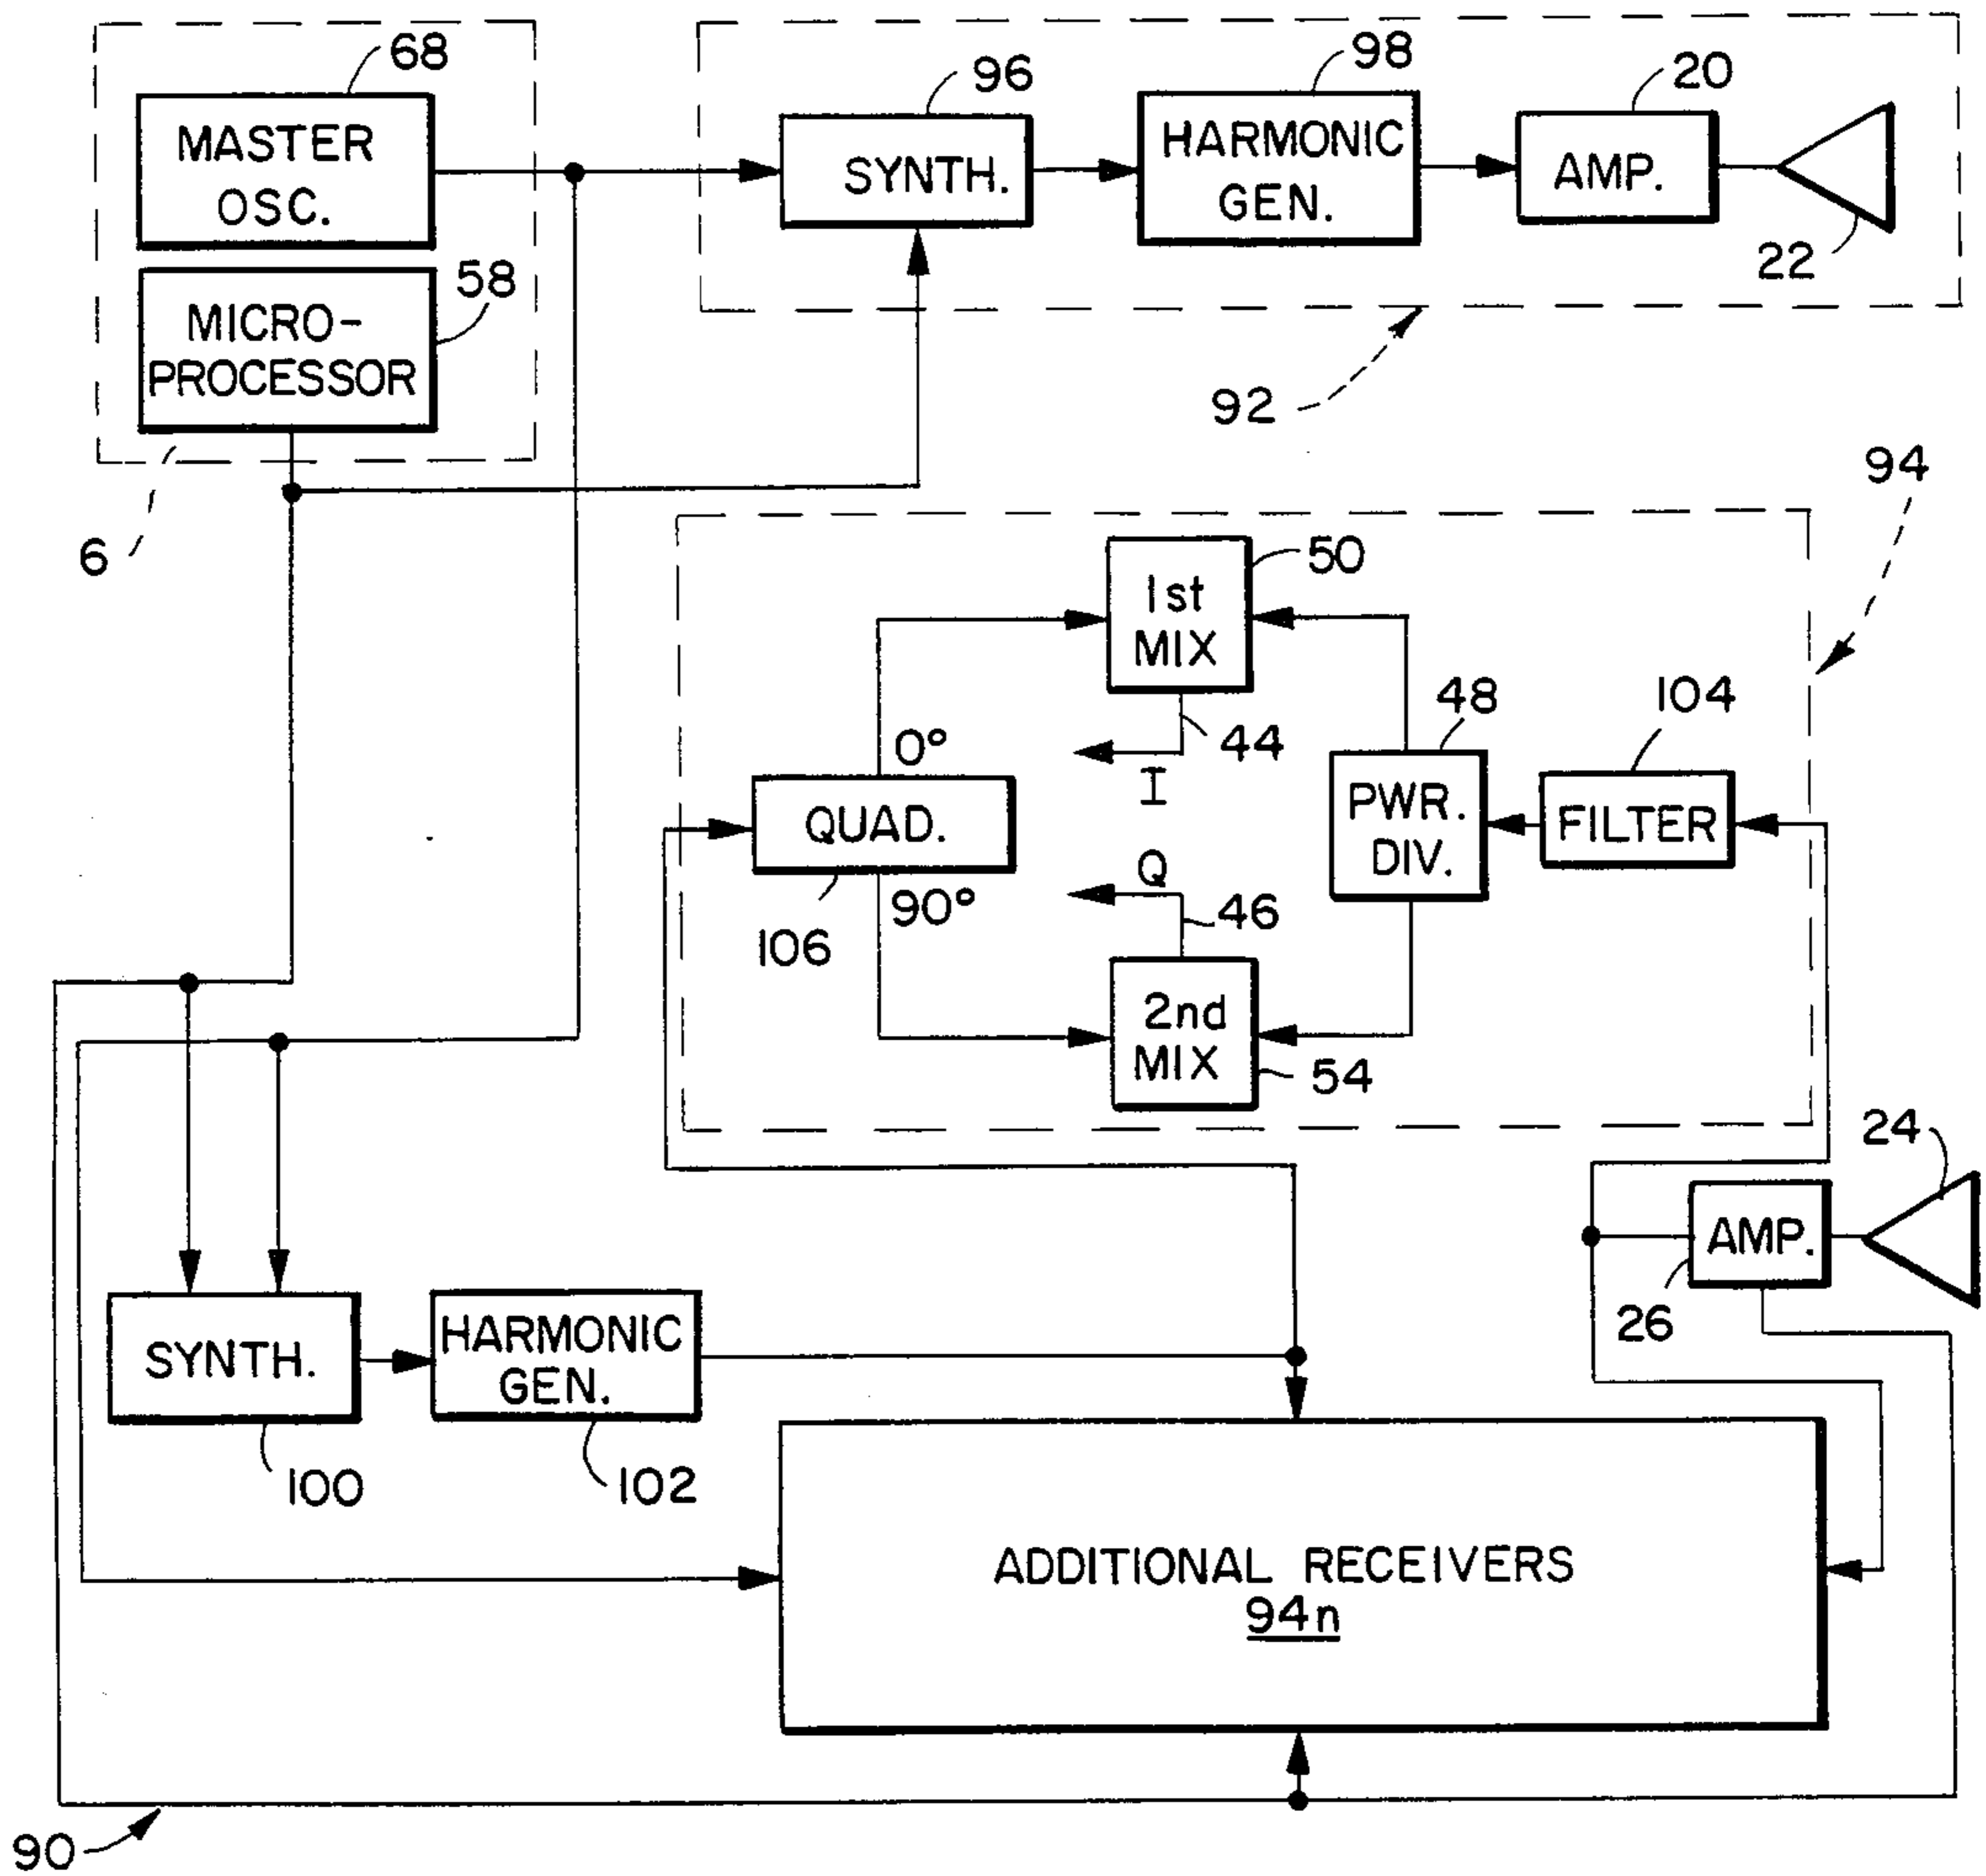 68
MASTER
OSC.
58
MICRO-
PROCESSOR
6
96
SYNTH.
98
HARMONIC
GEN.
20
AMP.
22
92
94
50
1st
MIX
44
I
48
PWR.
DIV.
104
FILTER
0°
QUAD.
90°
106
Q
46
2nd
MIX
54
24
AMP.
26
SYNTH.
100
HARMONIC
GEN.
102
ADDITIONAL RECEIVERS
94n
90